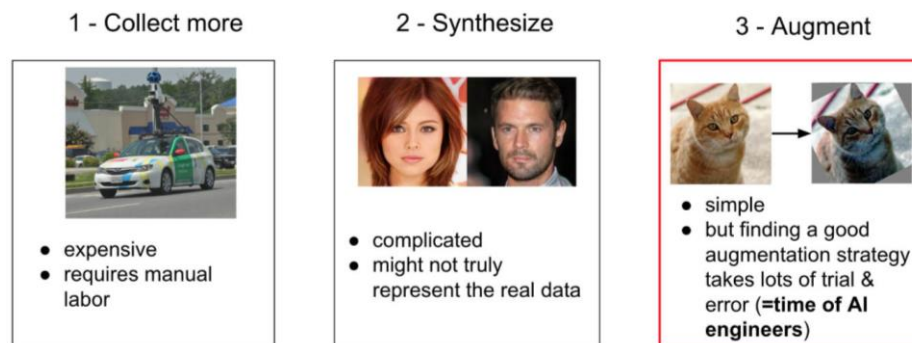 1 - Collect more
● expensive
● requires manual
labor
2 - Synthesize
● complicated
● might not truly
represent the real data
3 - Augment
● simple
● but finding a good
augmentation strategy
takes lots of trial &
error (=time of AI
engineers)